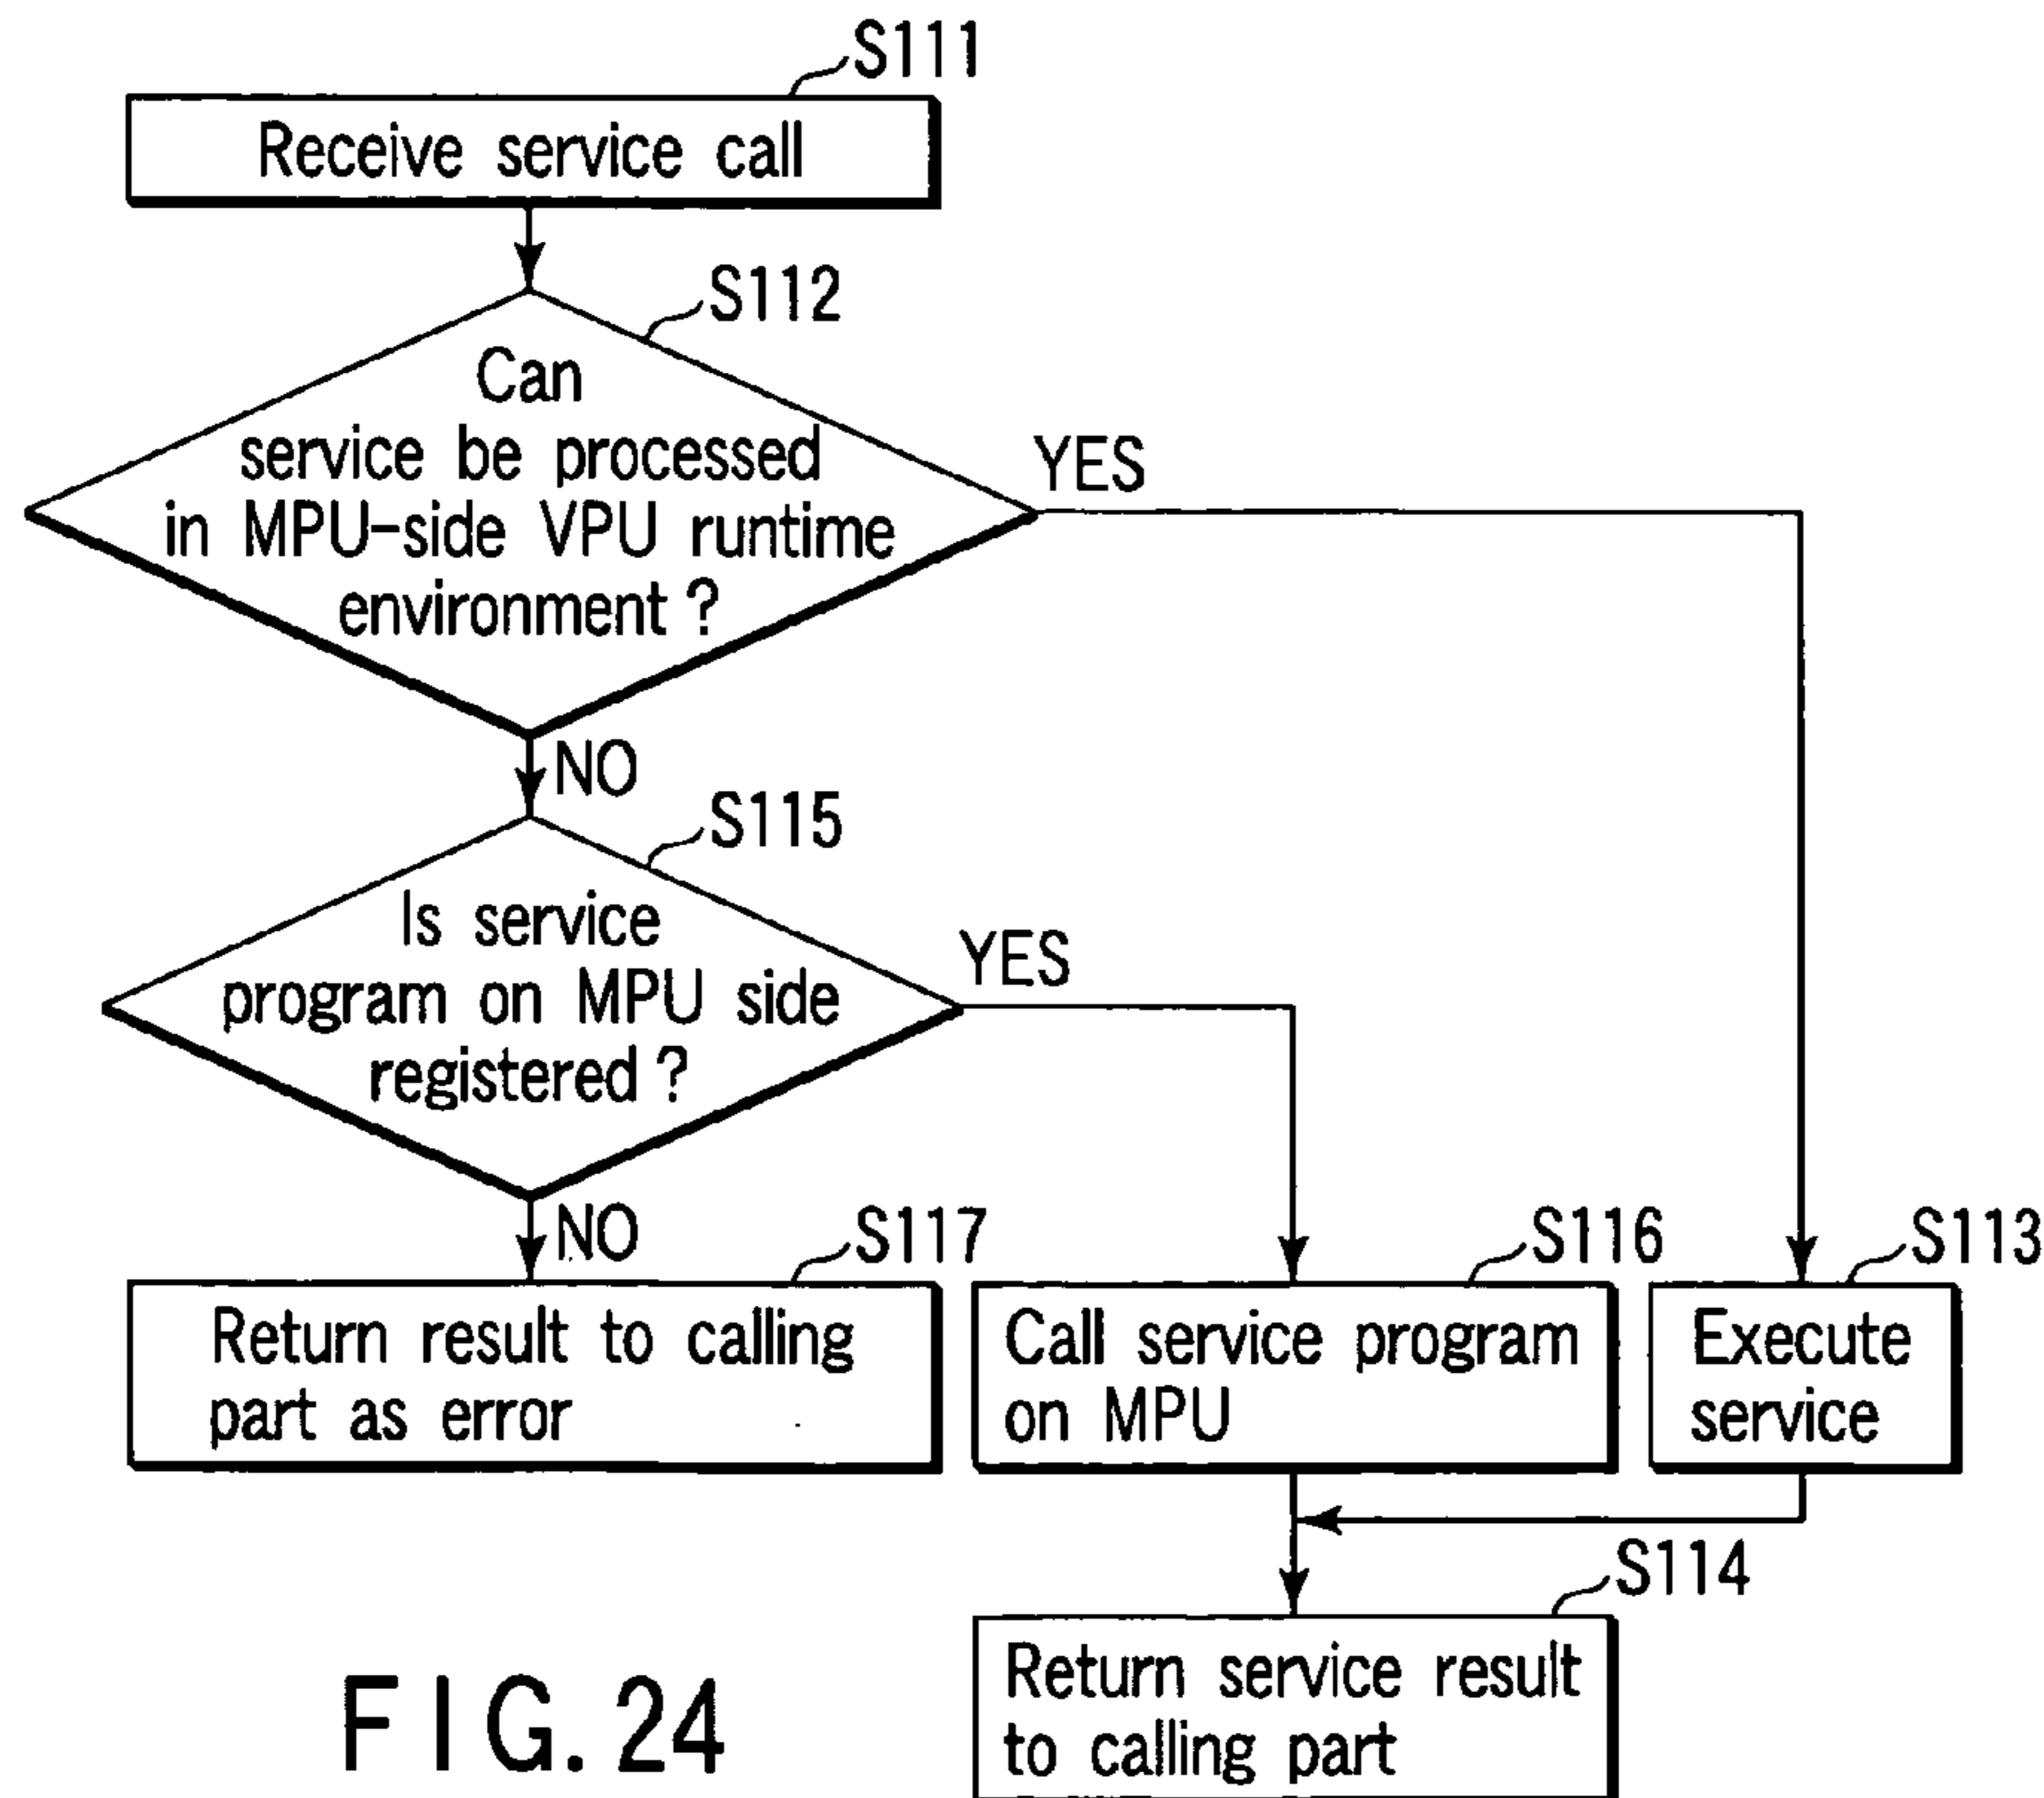 S111
Receive service call
S112
Can
service be processed
in MPU-side VPU runtime
environment ?
YES
NO
S115
Is service
program on MPU side
registered ?
YES
NO
S117
Return result to calling
part as error
S116
Call service program
on MPU
S113
Execute
service
S114
Return service result
to calling part
FIG. 24